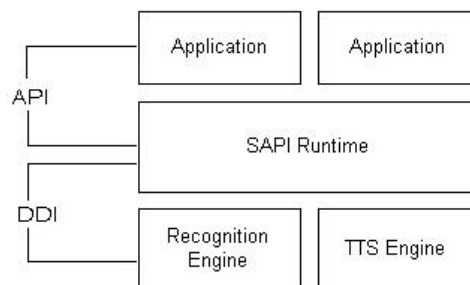 Application
Application
API
SAPI Runtime
DDI
Recognition
Engine
TTS Engine